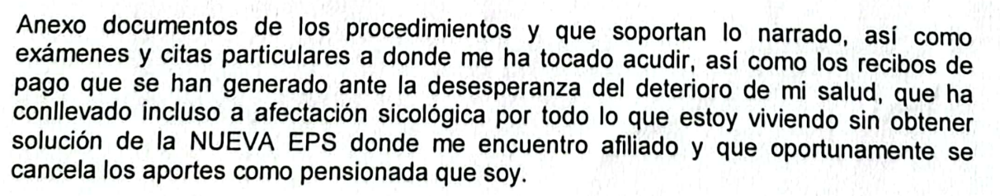 Anexo documentos de los procedimientos y que soportan lo narrado, así como
exámenes y citas particulares a donde me ha tocado acudir, así como los recibos de
pago que se han generado ante la desesperanza del deterioro de mi salud, que ha
conllevado incluso a afectación sicológica por todo lo que estoy viviendo sin obtener
solución de la NUEVA EPS donde me encuentro afiliado y que oportunamente se
cancela los aportes como pensionada que soy.